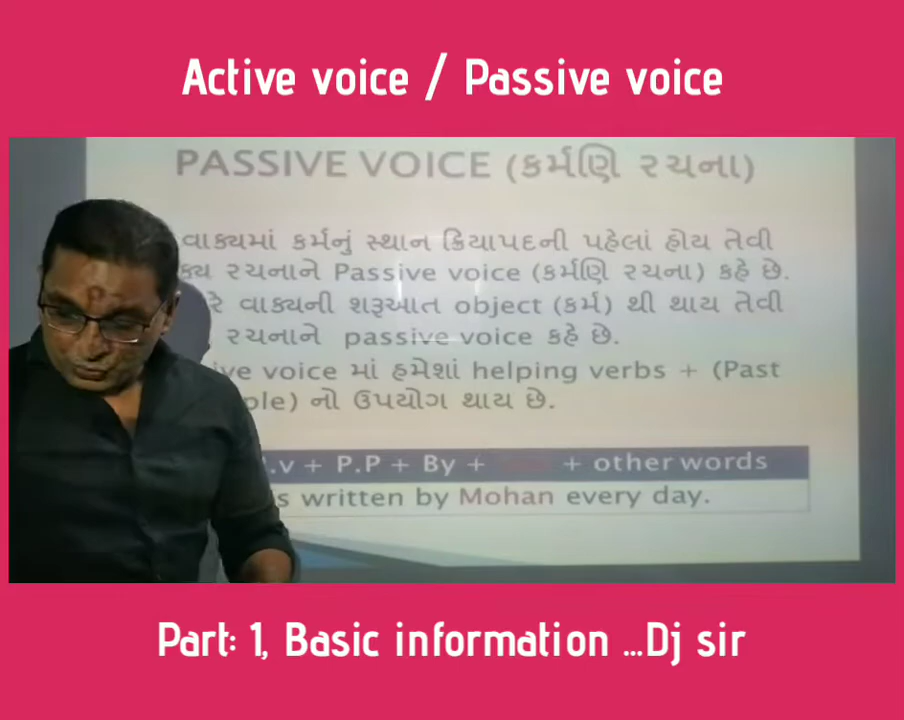 Active voice / Passive voice
PASSIVE VOICE (કર્મણિ રચના)
વાક્યમાં કર્મનું સ્થાન ક્રિયાપદની પહેલાં હોય તેવી
રચનાને Passive voice (કર્મણિ રચના) કહે છે.
વાક્યની શરૂઆત object (કર્મ) થી થાય તેવી
રચનાને passive voice કહે છે.
voice માં હમેશાં helping verbs + (Past
નો ઉપયોગ થાય છે.
.v + P.P + By + + other words
written by Mohan every day.
Part: 1, Basic information ...Dj sir